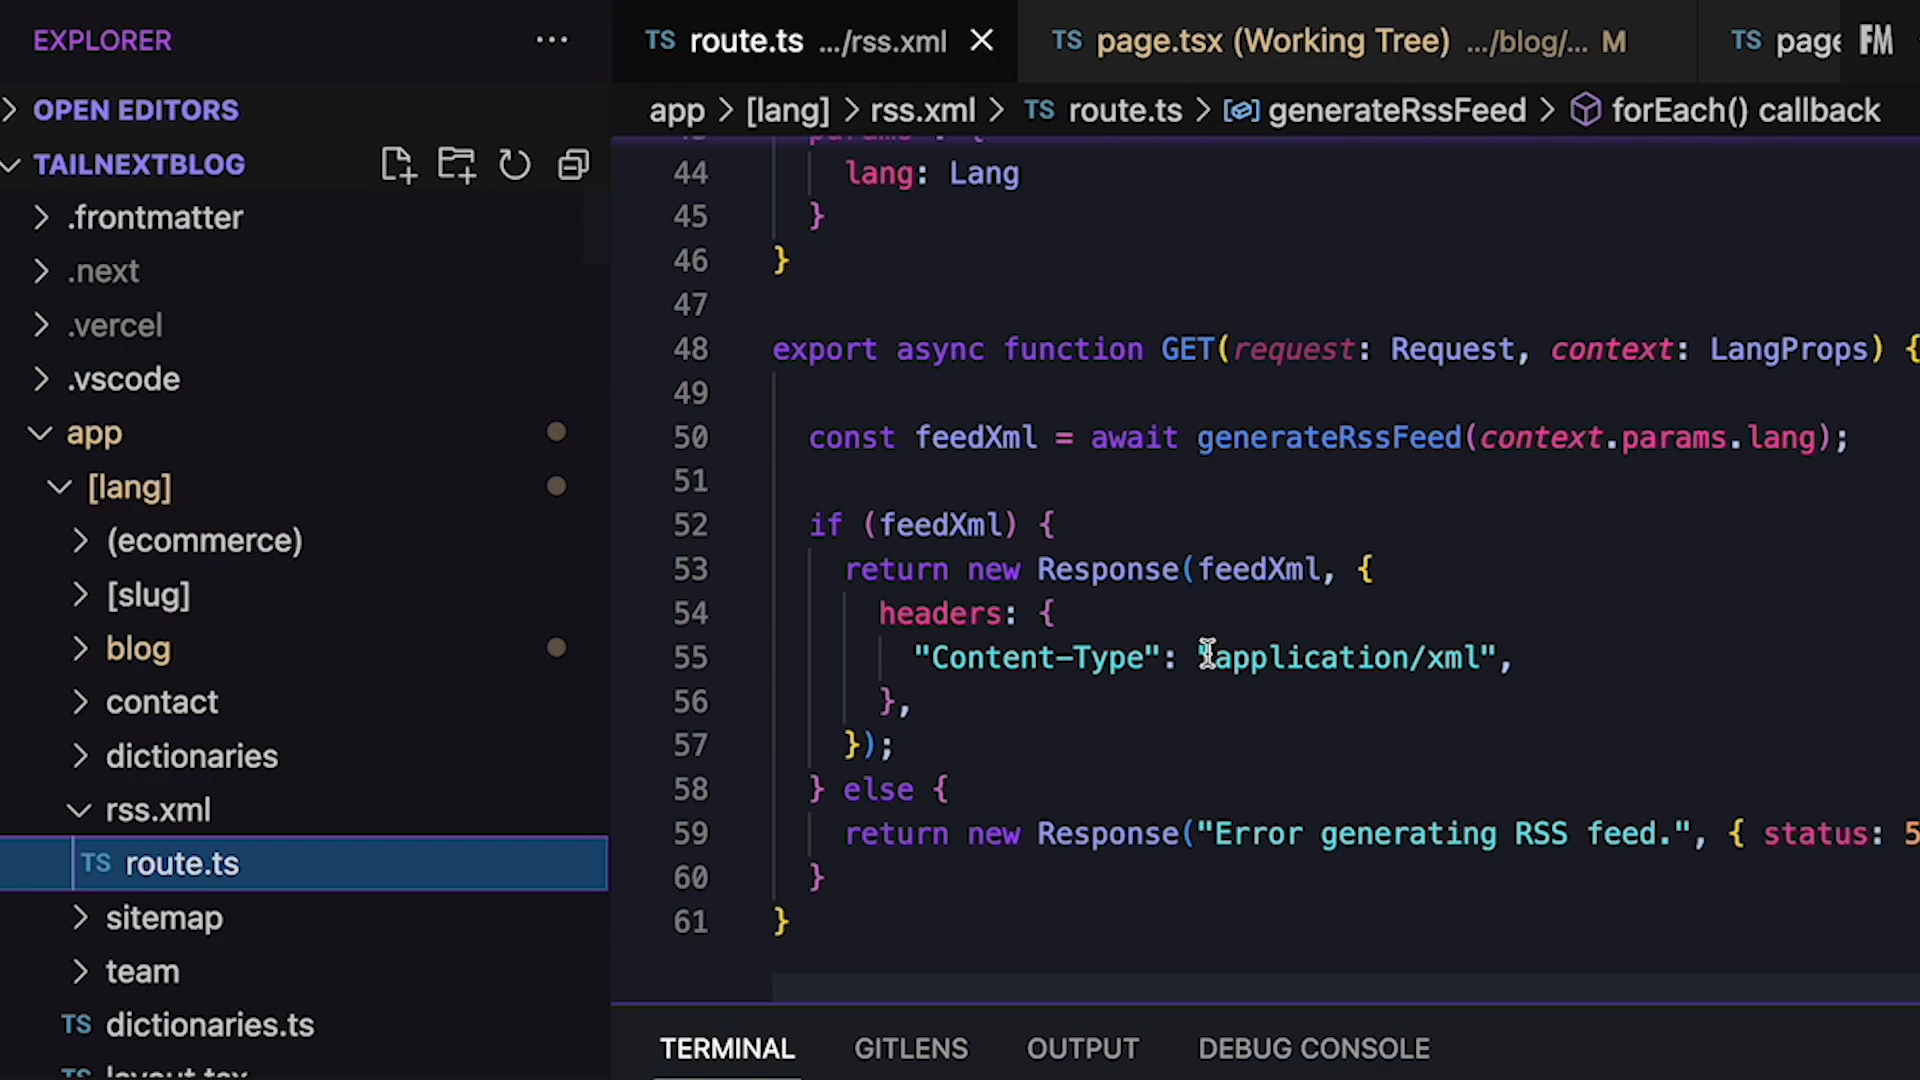 EXPLORER
OPEN EDITORS
TAILNEXTBLOG
.frontmatter
.next
.vercel
.vscode
app
[lang]
(ecommerce)
[slug]
blog
contact
dictionaries
rss.xml
TS route.ts
sitemap
team
TS dictionaries.ts
TS layout.tsx
TS route.ts .../rss.xml
TS page.tsx (Working Tree) .../blog/... M
TS page
FM
app > [lang] > rss.xml > TS route.ts > generateRssFeed > forEach() callback
44 lang: Lang
45 }
46 }
47
48 export async function GET(request: Request, context: LangProps) {
49
50 const feedXml = await generateRssFeed(context.params.lang);
51
52 if (feedXml) {
53 return new Response(feedXml, {
54 headers: {
55 "Content-Type": "application/xml",
56 },
57 });
58 } else {
59 return new Response("Error generating RSS feed.", { status: 5
60 }
61 }
TERMINAL GITLENS OUTPUT DEBUG CONSOLE